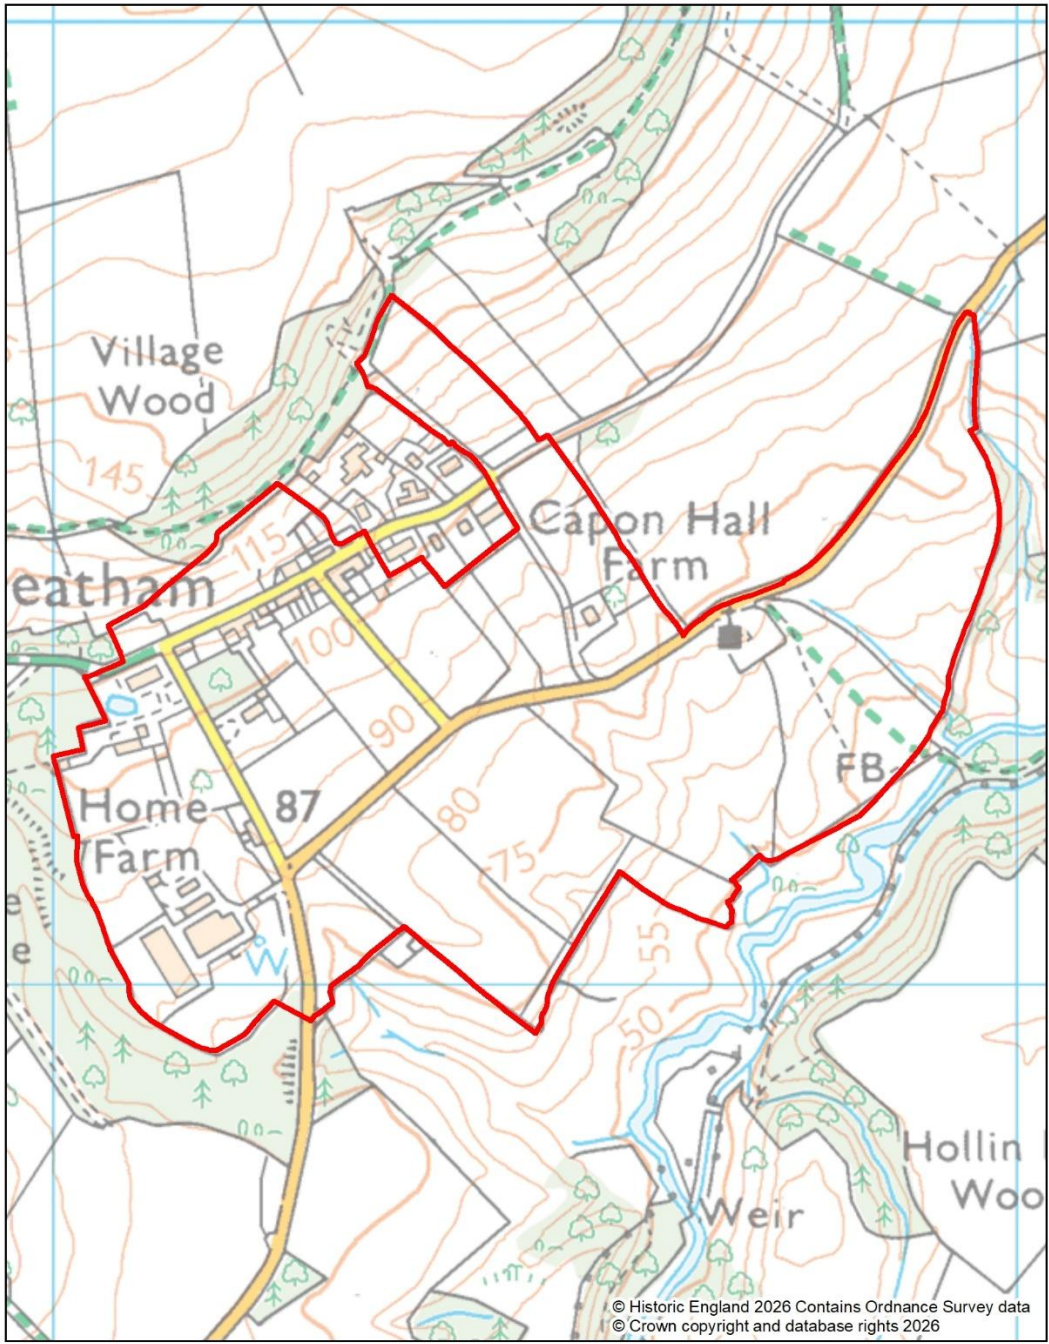 Village
Wood
145
115
eatham
Capon Hall
Farm
100
90
FB
Home
Farm
87
80
75
e
e
W
55
50
Hollin
Woo
Weir
© Historic England 2026 Contains Ordnance Survey data
© Crown copyright and database rights 2026